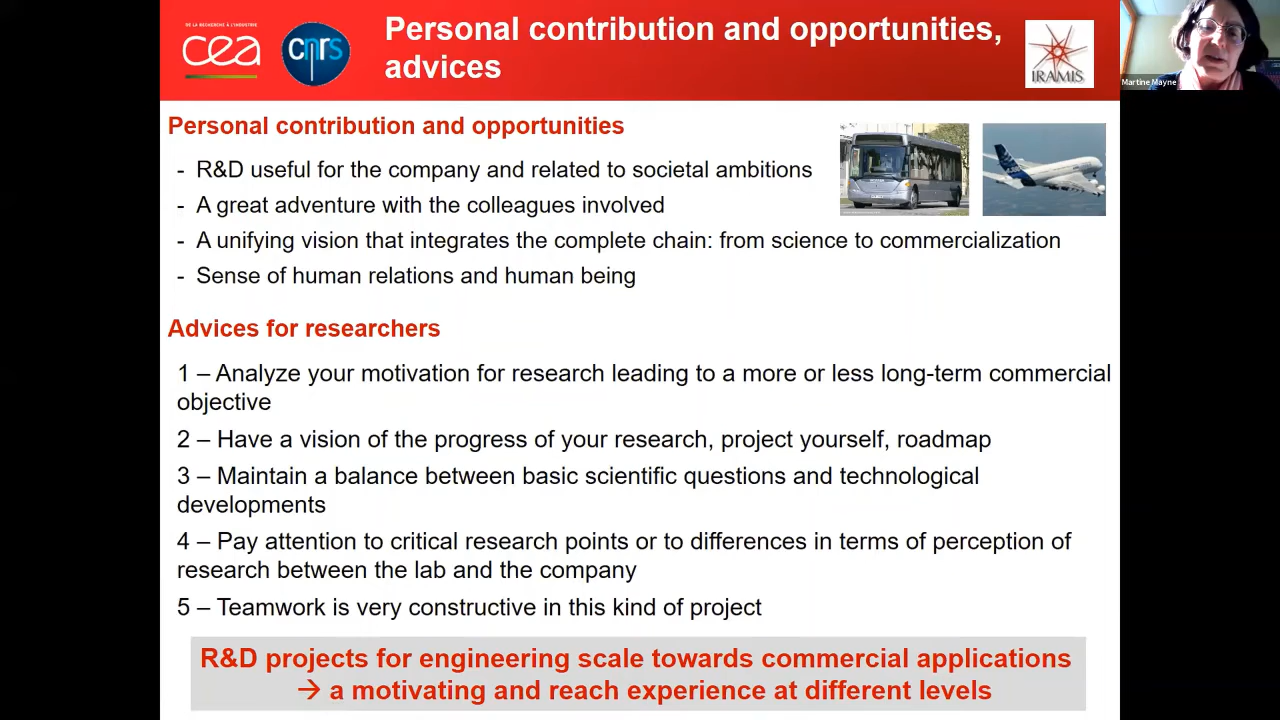 DE LA RECHERCHE À L'INDUSTRIE
cea
cnrs
Personal contribution and opportunities,
advices
IRAMIS
Martine Mayne
Personal contribution and opportunities
- R&D useful for the company and related to societal ambitions
- A great adventure with the colleagues involved
- A unifying vision that integrates the complete chain: from science to commercialization
- Sense of human relations and human being
Advices for researchers
1 – Analyze your motivation for research leading to a more or less long-term commercial
objective
2 – Have a vision of the progress of your research, project yourself, roadmap
3 – Maintain a balance between basic scientific questions and technological
developments
4 – Pay attention to critical research points or to differences in terms of perception of
research between the lab and the company
5 – Teamwork is very constructive in this kind of project
R&D projects for engineering scale towards commercial applications
→ a motivating and reach experience at different levels